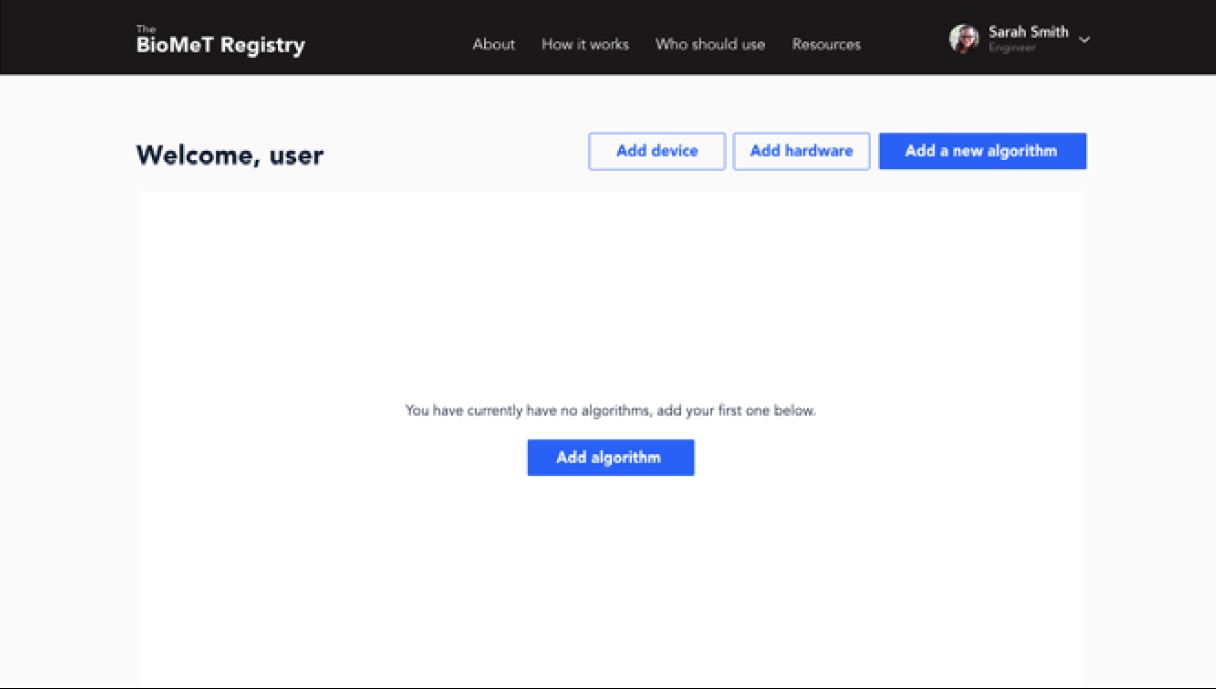 The
BioMeT Registry
About How it works Who should use Resources
Sarah Smith
Engineer
Welcome, user
Add device Add hardware Add a new algorithm
You have currently have no algorithms, add your first one below.
Add algorithm